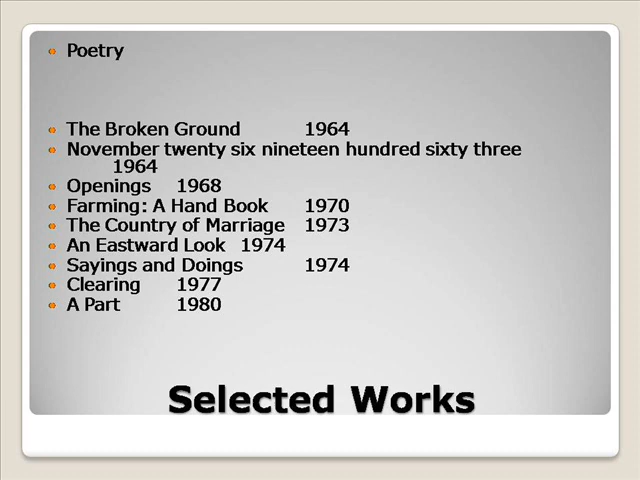 Poetry
The Broken Ground 1964
November twenty six nineteen hundred sixty three
1964
Openings 1968
Farming: A Hand Book 1970
The Country of Marriage 1973
An Eastward Look 1974
Sayings and Doings 1974
Clearing 1977
A Part 1980
Selected Works